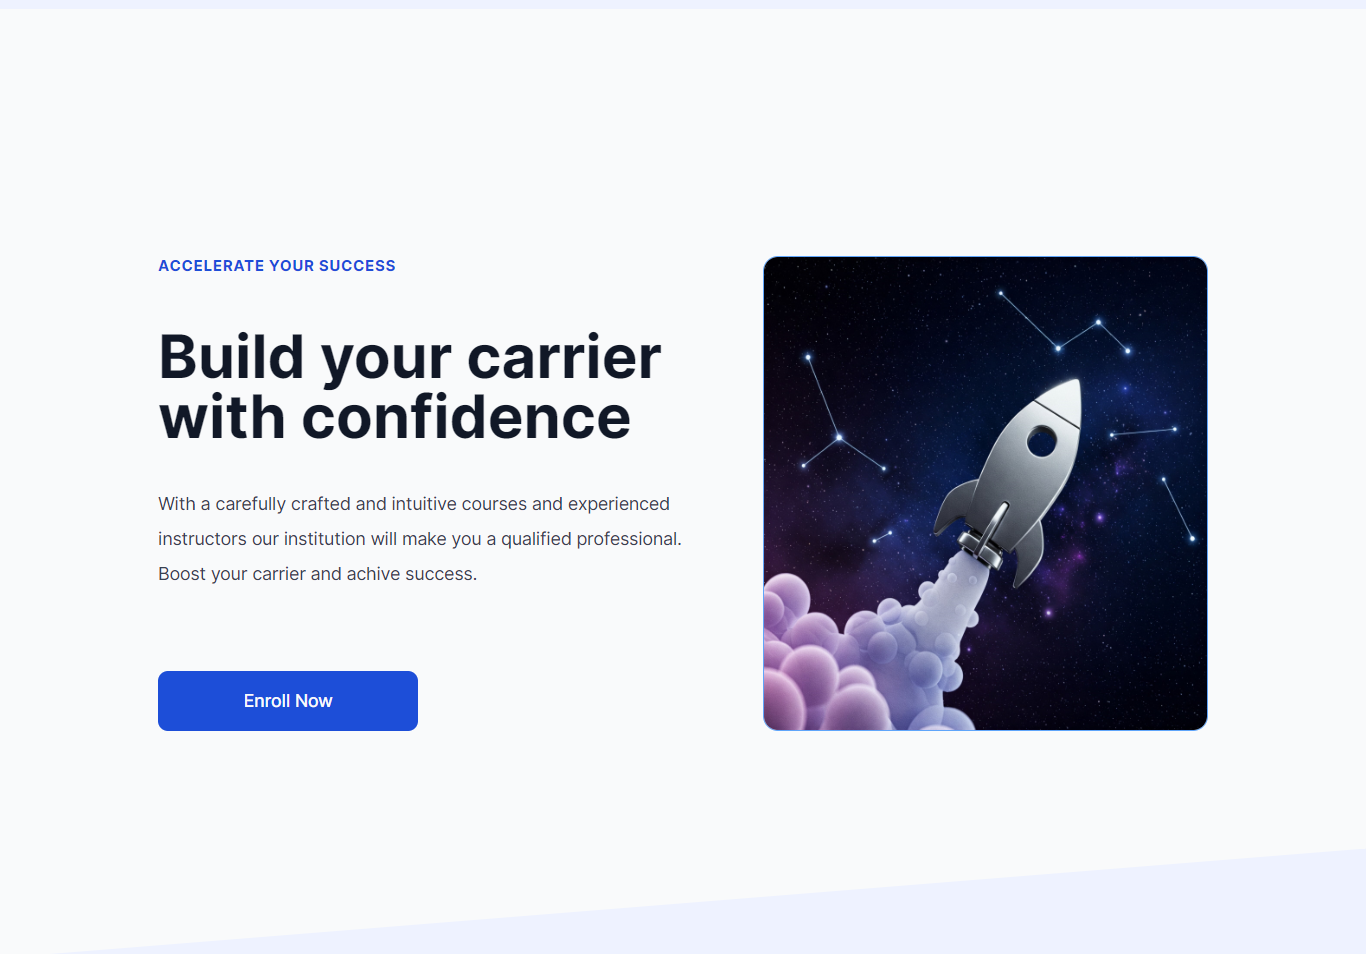 ACCELERATE YOUR SUCCESS
Build your carrier
with confidence
With a carefully crafted and intuitive courses and experienced
instructors our institution will make you a qualified professional.
Boost your carrier and achive success.
Enroll Now